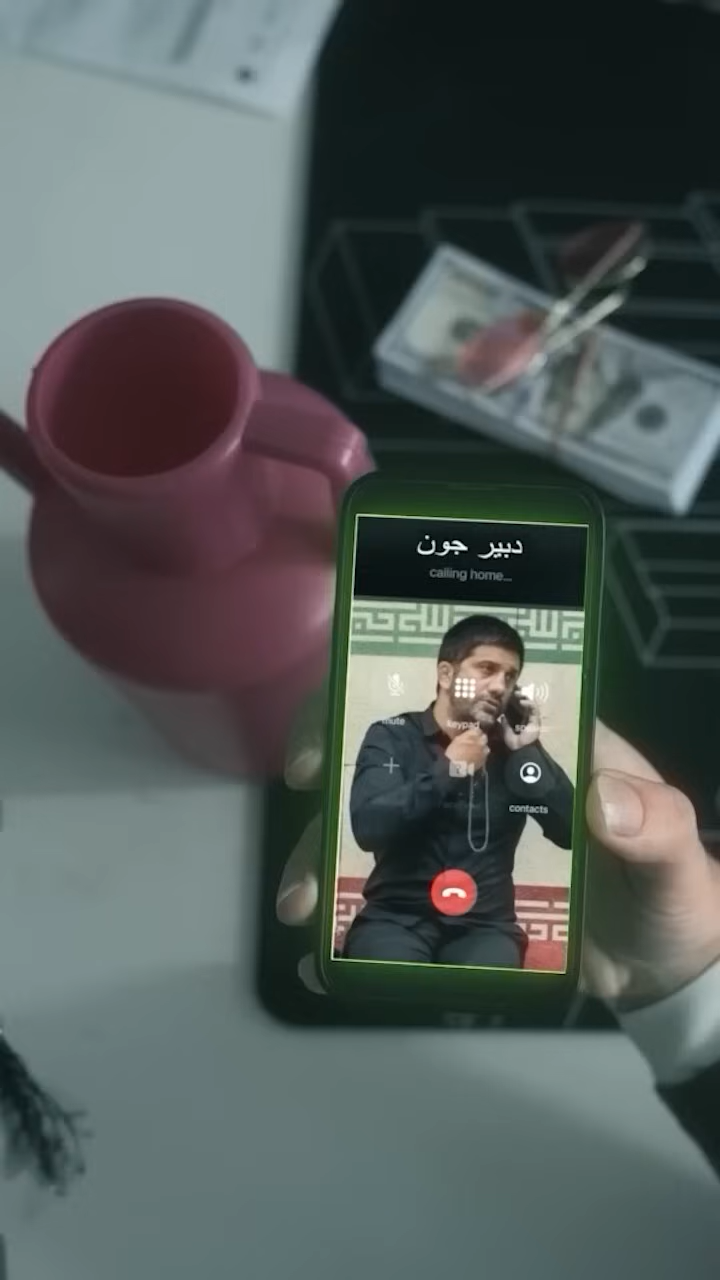 دبیر جون
calling home...
mute
keypad
contacts